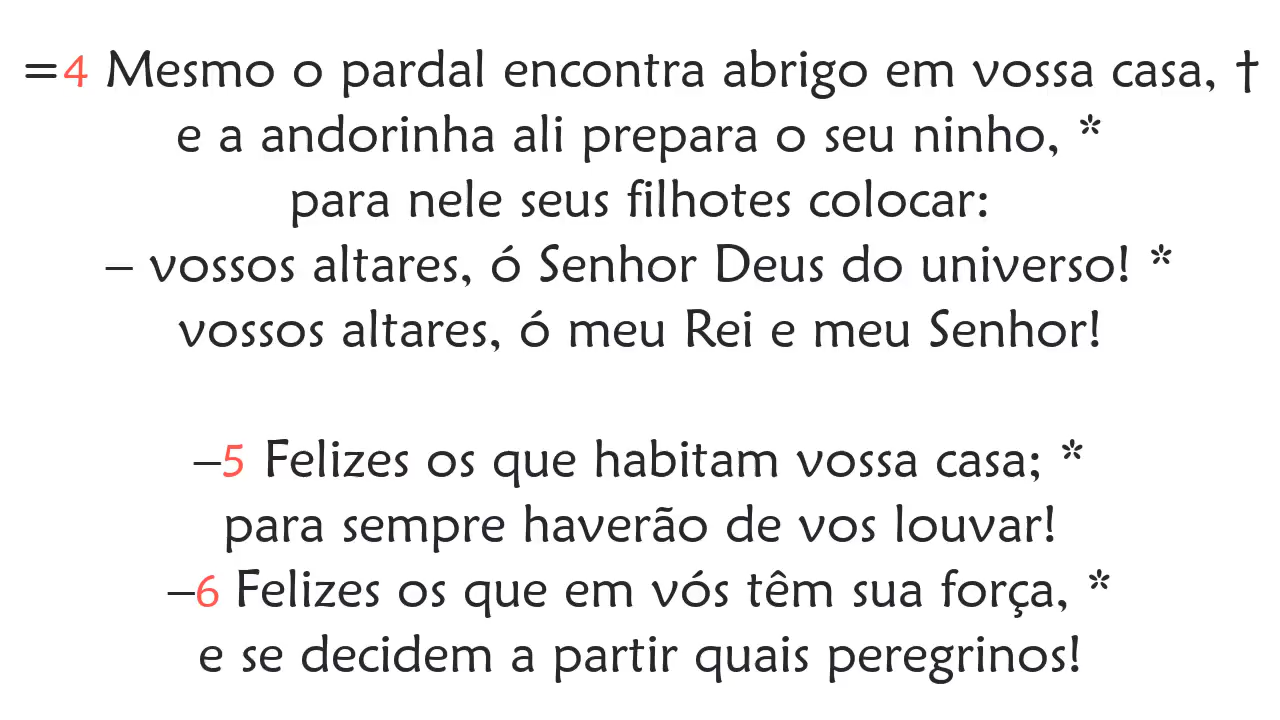 =4 Mesmo o pardal encontra abrigo em vossa casa, †
e a andorinha ali prepara o seu ninho, *
para nele seus filhotes colocar:
– vossos altares, ó Senhor Deus do universo! *
vossos altares, ó meu Rei e meu Senhor!
–5 Felizes os que habitam vossa casa; *
para sempre haverão de vos louvar!
–6 Felizes os que em vós têm sua força, *
e se decidem a partir quais peregrinos!